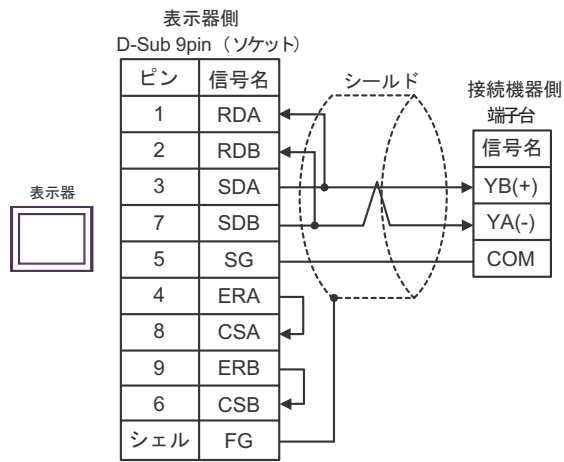 表示器側
D-Sub 9pin（ソケット）
ピン 信号名
1 RDA
2 RDB
3 SDA
7 SDB
5 SG
4 ERA
8 CSA
9 ERB
6 CSB
シェル FG
表示器
シールド
接続機器側
端子台
信号名
YB(+)
YA(-)
COM